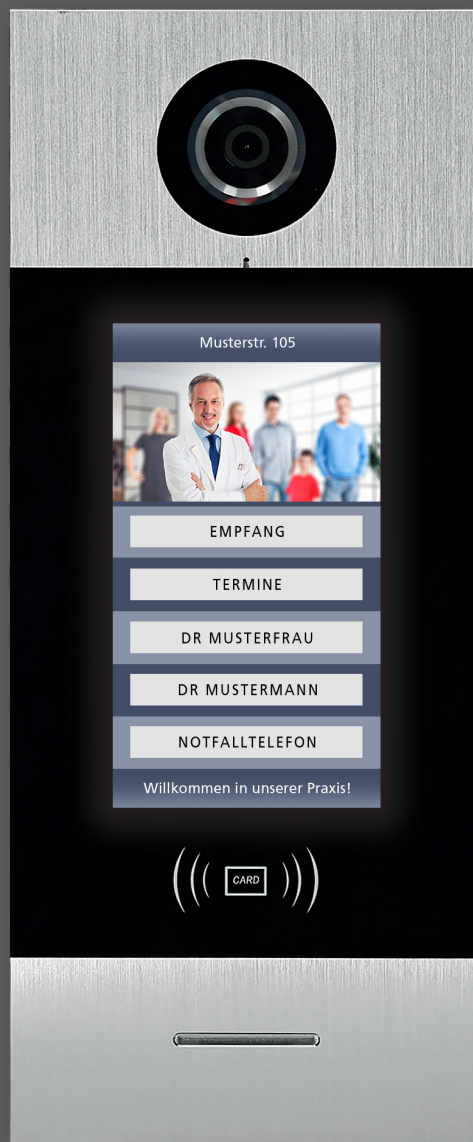 Musterstr. 105
EMPFANG
TERMINE
DR MUSTERFRAU
DR MUSTERMANN
NOTFALLTELEFON
Willkommen in unserer Praxis!
CARD